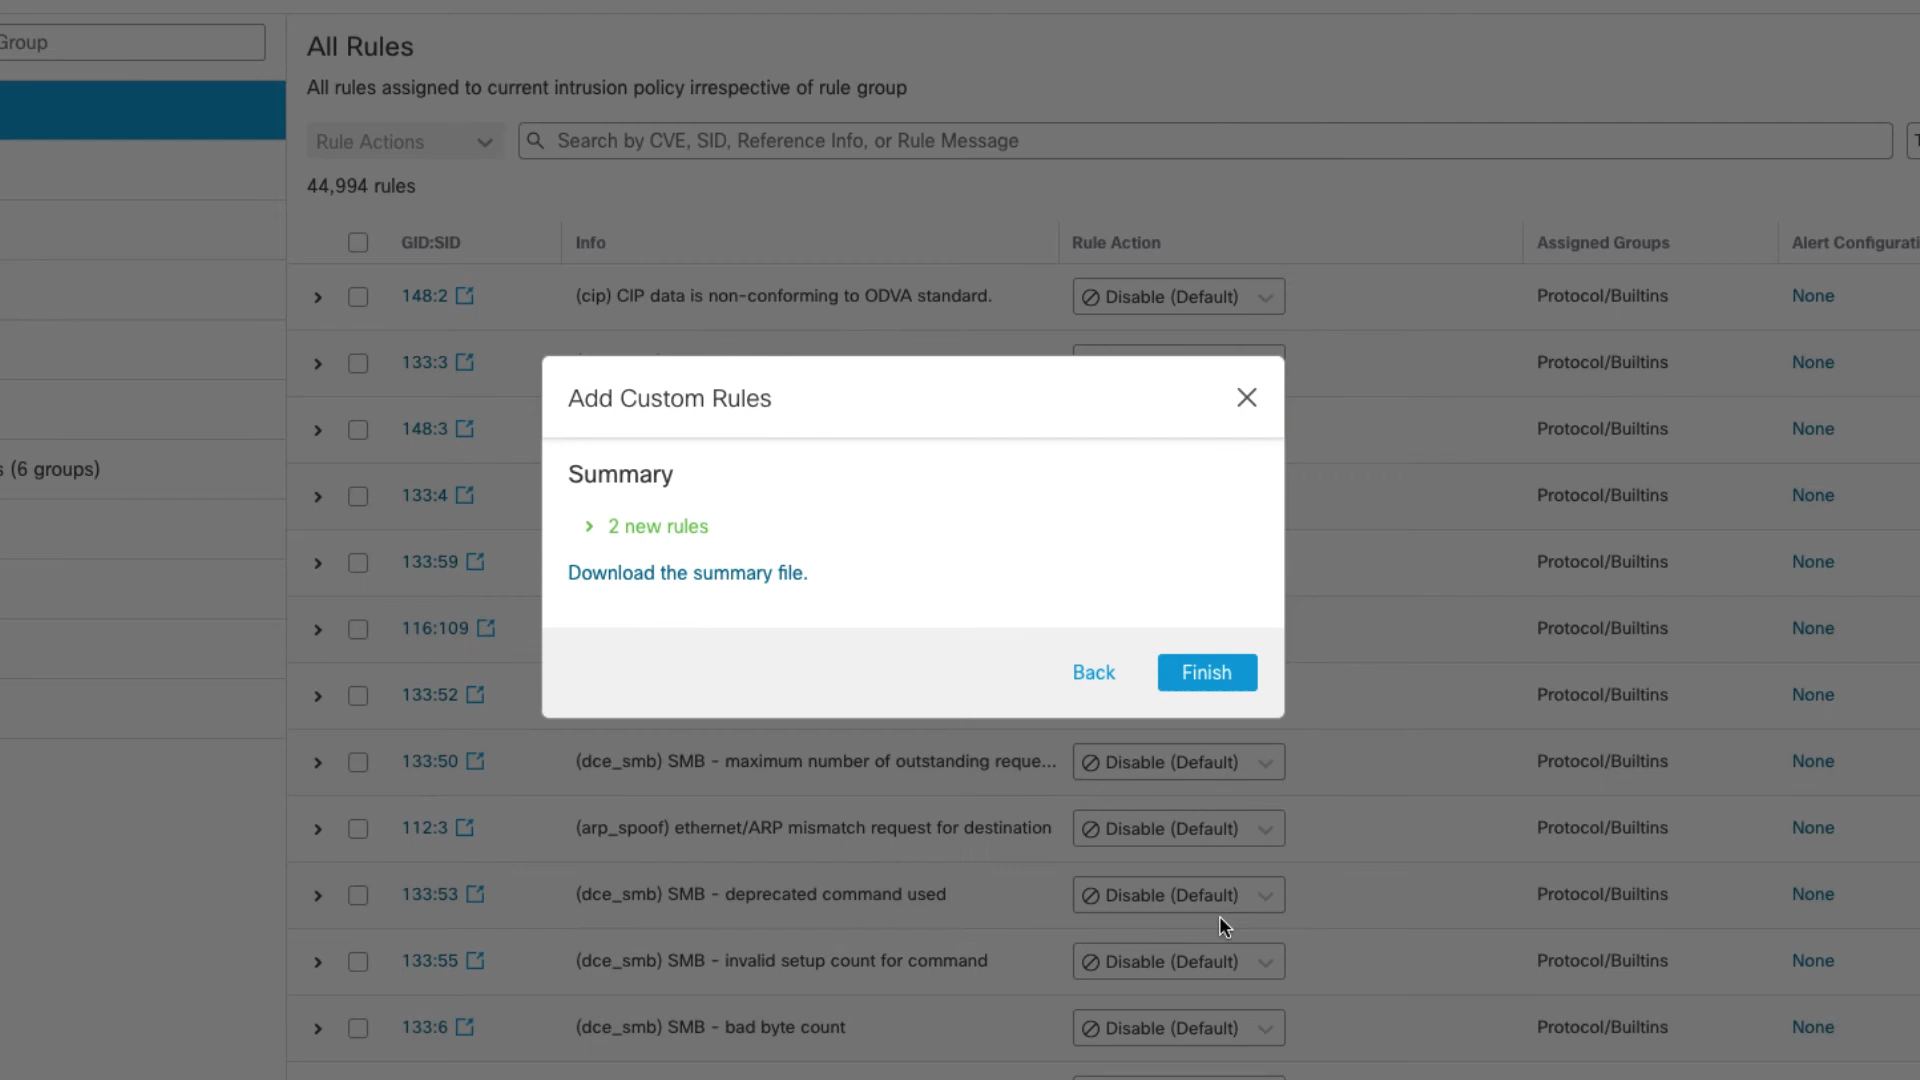 Group
All Rules
All rules assigned to current intrusion policy irrespective of rule group
Rule Actions
Search by CVE, SID, Reference Info, or Rule Message
44,994 rules
GID:SID Info Rule Action Assigned Groups Alert Configurati
148:2 (cip) CIP data is non-conforming to ODVA standard. Disable (Default) Protocol/Builtins None
133:3 Protocol/Builtins None
148:3 Protocol/Builtins None
s (6 groups)
133:4 Protocol/Builtins None
133:59 Protocol/Builtins None
116:109 Protocol/Builtins None
133:52 Protocol/Builtins None
Add Custom Rules
Summary
2 new rules
Download the summary file.
Back Finish
133:50 (dce_smb) SMB - maximum number of outstanding reque... Disable (Default) Protocol/Builtins None
112:3 (arp_spoof) ethernet/ARP mismatch request for destination Disable (Default) Protocol/Builtins None
133:53 (dce_smb) SMB - deprecated command used Disable (Default) Protocol/Builtins None
133:55 (dce_smb) SMB - invalid setup count for command Disable (Default) Protocol/Builtins None
133:6 (dce_smb) SMB - bad byte count Disable (Default) Protocol/Builtins None